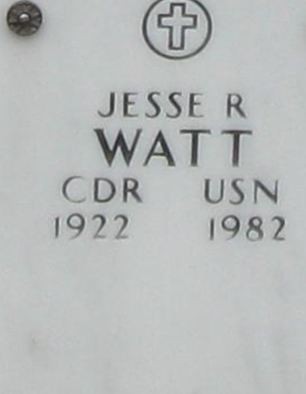 JESSE R
WATT
CDR USN
1922 1982